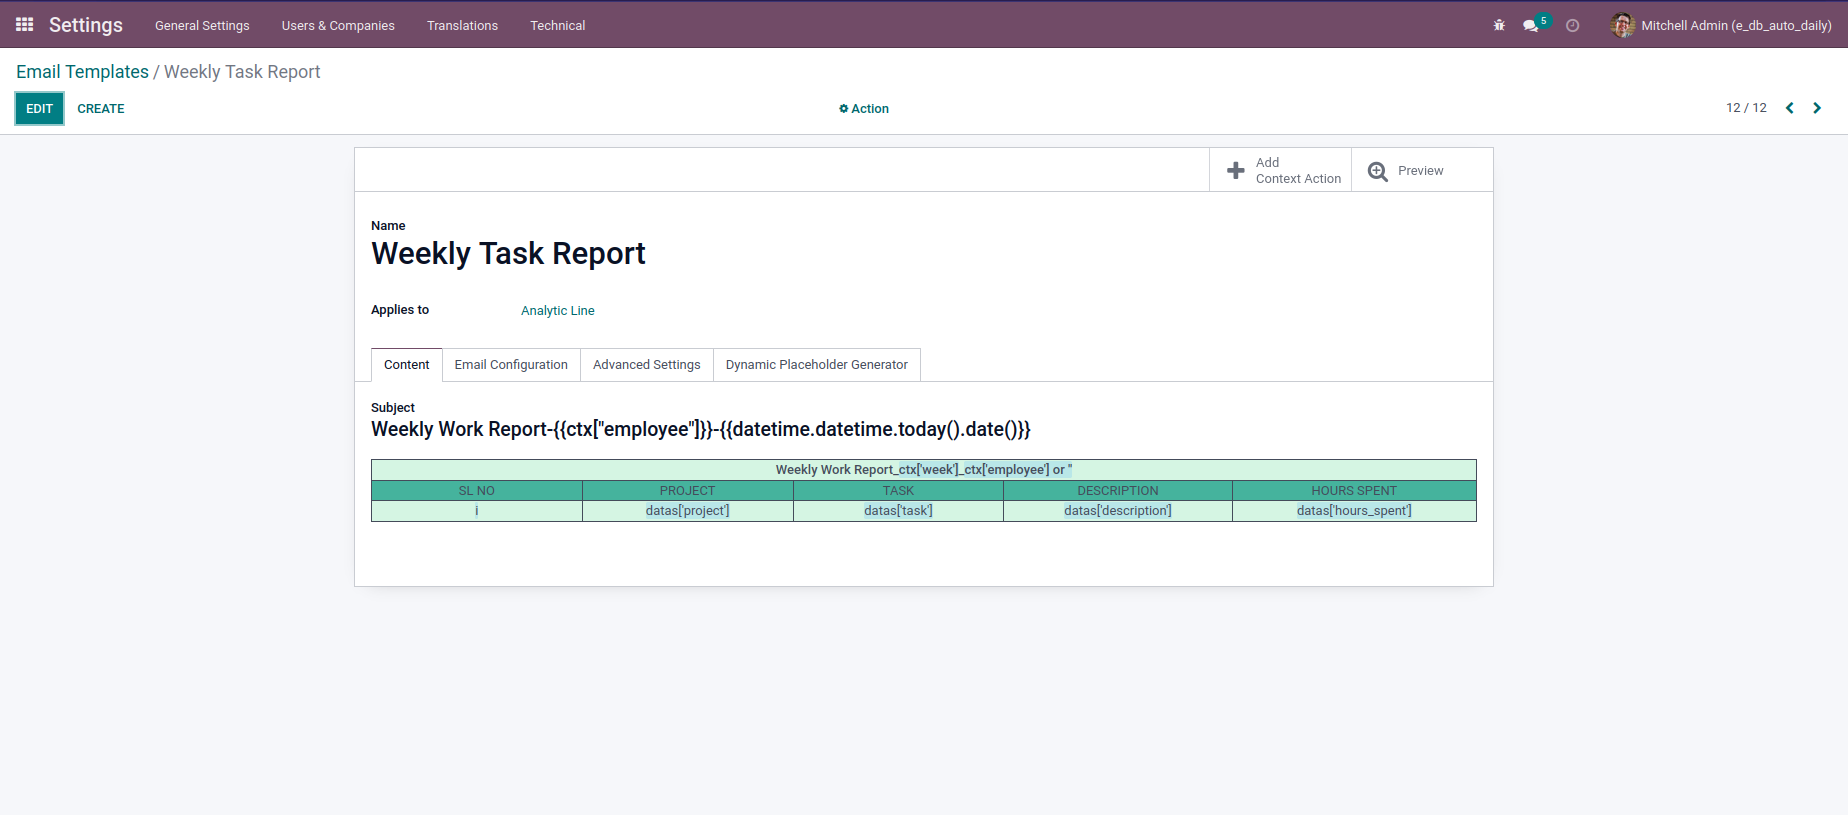 Settings General Settings Users & Companies Translations Technical 5 Mitchell Admin (e_db_auto_daily)
Email Templates / Weekly Task Report
EDIT CREATE Action 12 / 12
Add
Context Action
Preview
Name
Weekly Task Report
Applies to Analytic Line
Content Email Configuration Advanced Settings Dynamic Placeholder Generator
Subject
Weekly Work Report-{{ctx["employee"]}}-{{datetime.datetime.today().date()}}
Weekly Work Report_ctx['week']_ctx['employee'] or ''
SL NO PROJECT TASK DESCRIPTION HOURS SPENT
i datas['project'] datas['task'] datas['description'] datas['hours_spent']